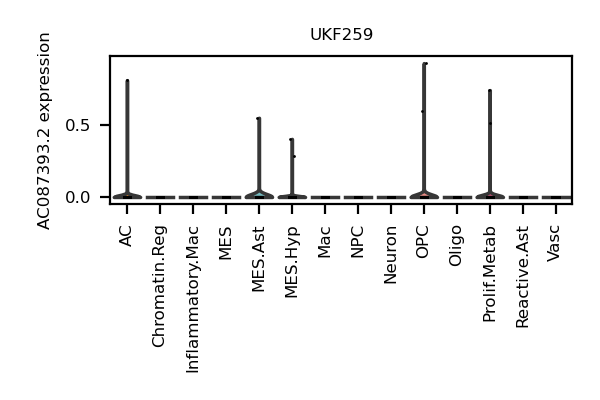 UKF259
AC087393.2 expression
0.5
0.0
AC
Chromatin.Reg
Inflammatory.Mac
MES
MES.Ast
MES.Hyp
Mac
NPC
Neuron
OPC
Oligo
Prolif.Metab
Reactive.Ast
Vasc